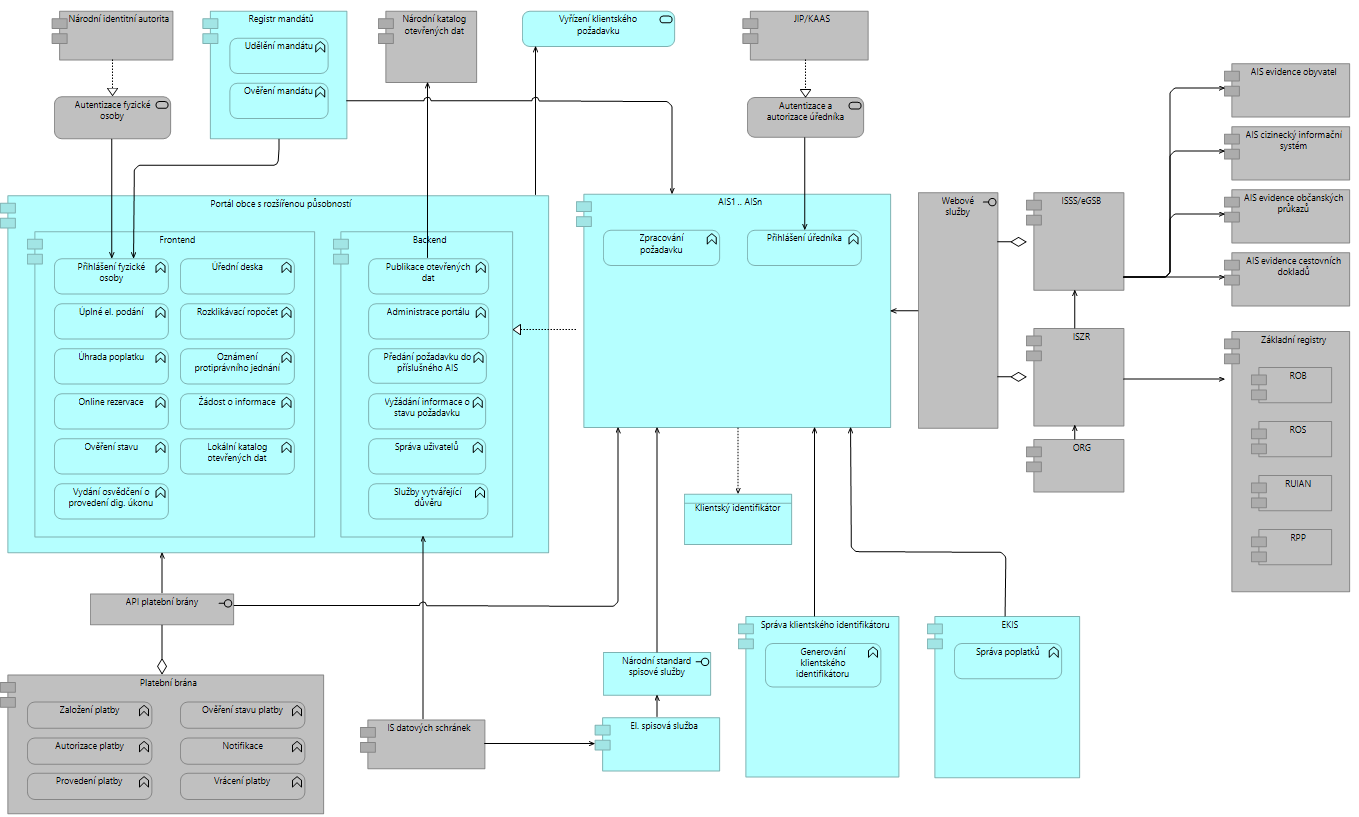 Národní identitní autorita
Registr mandátů
Udělění mandátu
Ověření mandátu
Národní katalog
otevřených dat
Vyřízení klientského
požadavku
JIP/KAAS
Autentizace fyzické
osoby
Autentizace a
autorizace úředníka
AIS evidence obyvatel
AIS cizinecký informační
systém
AIS evidence občanských
průkazů
AIS evidence cestovních
dokladů
Portál obce s rozšířenou působností
Frontend
Přihlášení fyzické
osoby
Úřední deska
Úplné el. podání
Rozklikávací ropočet
Úhrada poplatku
Oznámení
protiprávního jednání
Online rezervace
Žádost o informace
Ověření stavu
Lokální katalog
otevřených dat
Vydání osvědčení o
provedení dig. úkonu
Backend
Publikace otevřených
dat
Administrace portálu
Předání požadavku do
příslušného AIS
Vyžádání informace o
stavu požadavku
Správa uživatelů
Služby vytvářející
důvěru
AIS1 .. AISn
Zpracování
požadavku
Přihlášení úředníka
Webové
služby
ISSS/eGSB
ISZR
ORG
Základní registry
ROB
ROS
RUIAN
RPP
Klientský identifikátor
API platební brány
Platební brána
Založení platby
Ověření stavu platby
Autorizace platby
Notifikace
Provedení platby
Vrácení platby
IS datových schránek
Národní standard
spisové služby
El. spisová služba
Správa klientského identifikátoru
Generování
klientského
identifikátoru
EKIS
Správa poplatků